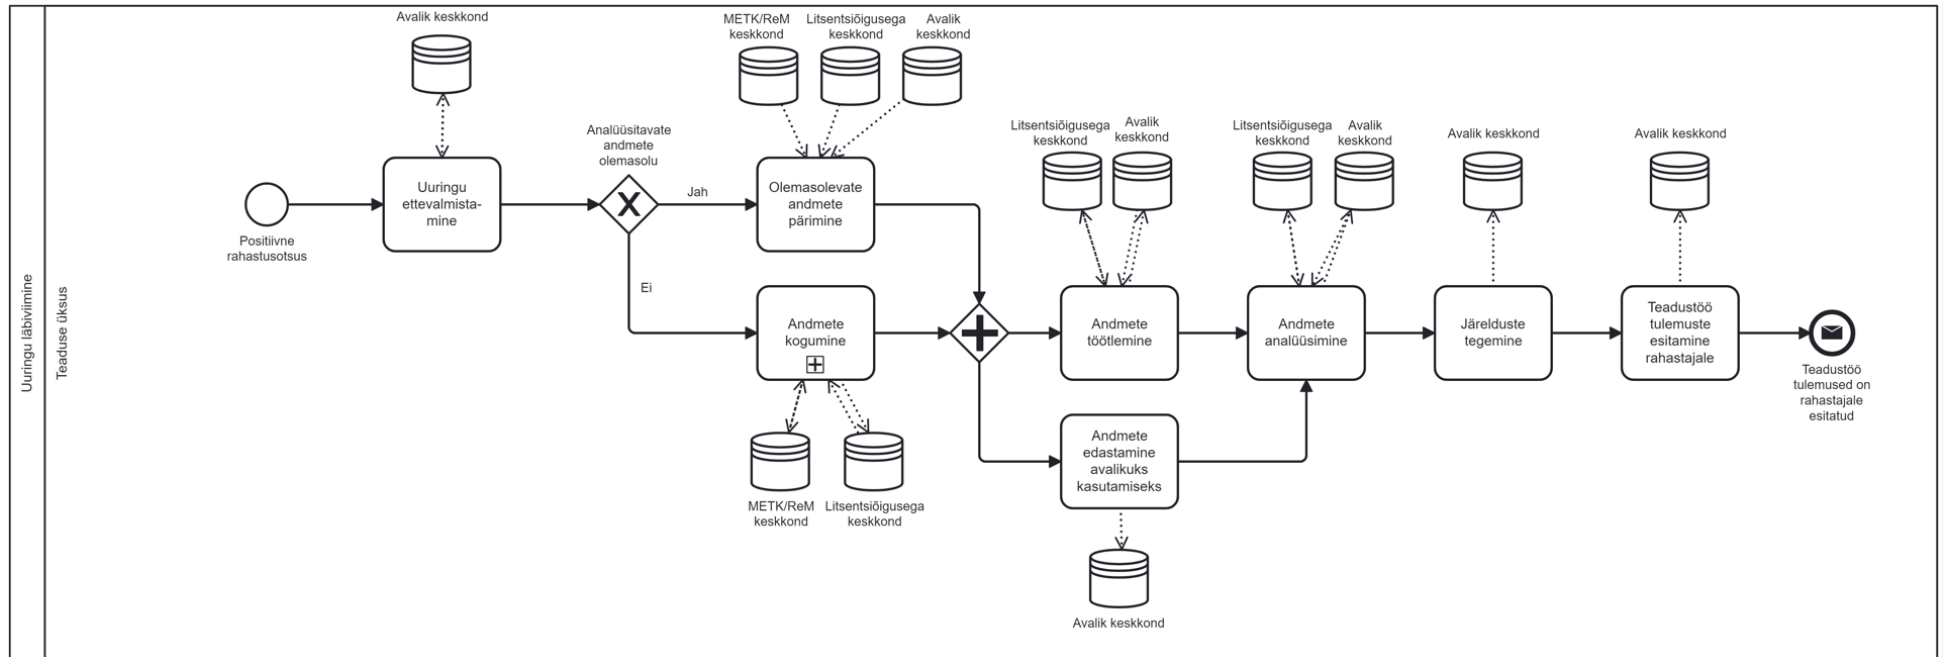 Uuringu läbiviimine
Teaduse üksus
Positiivne
rahastusotsus
Avalik keskkond
Uuringu
ettevalmista-
mine
Analüüsitavate
andmete
olemasolu
Jah
Ei
METK/ReM
keskkond
Litsentsiõigusega
keskkond
Avalik
keskkond
Olemasolevate
andmete
pärimine
Andmete
kogumine
METK/ReM
keskkond
Litsentsiõigusega
keskkond
Litsentsiõigusega
keskkond
Avalik
keskkond
Andmete
töötlemine
Andmete
edastamine
avalikuks
kasutamiseks
Avalik keskkond
Litsentsiõigusega
keskkond
Avalik
keskkond
Andmete
analüüsimine
Avalik keskkond
Järelduste
tegemine
Avalik keskkond
Teadustöö
tulemuste
esitamine
rahastajale
Teadustöö
tulemused on
rahastajale
esitatud